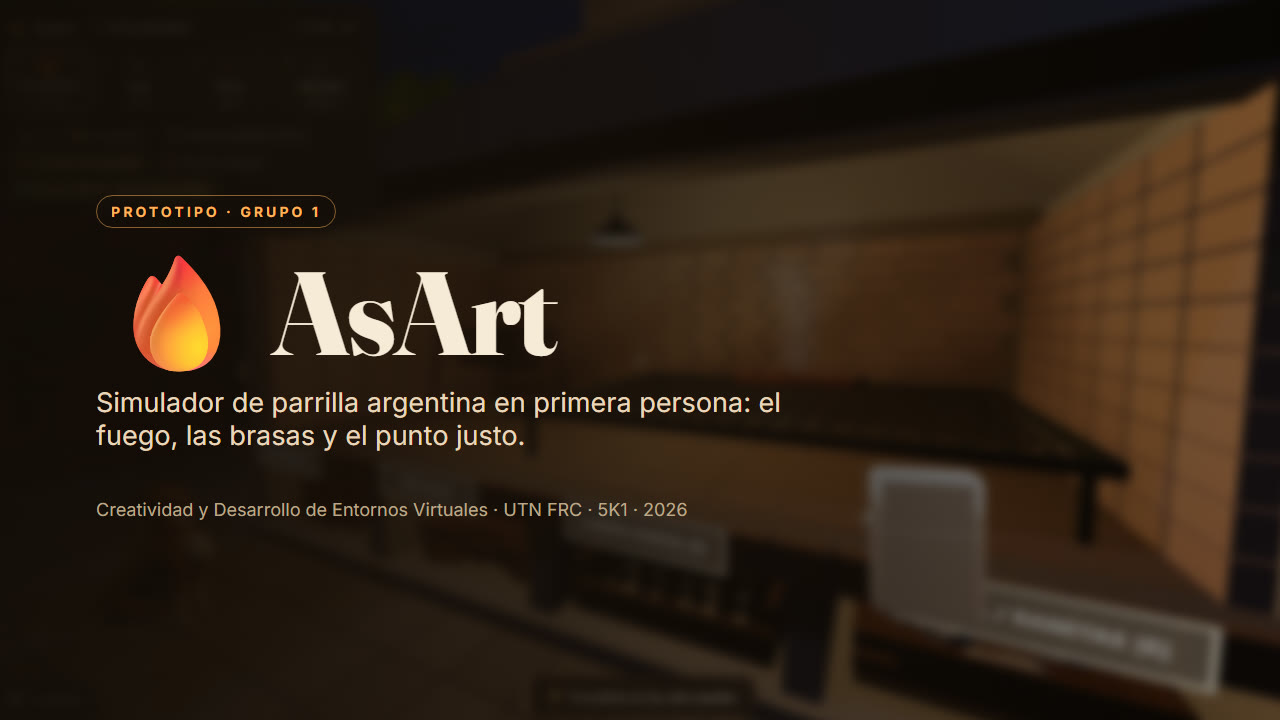 PROTOTIPO · GRUPO 1
AsArt
Simulador de parrilla argentina en primera persona: el
fuego, las brasas y el punto justo.
Creatividad y Desarrollo de Entornos Virtuales · UTN FRC · 5K1 · 2026